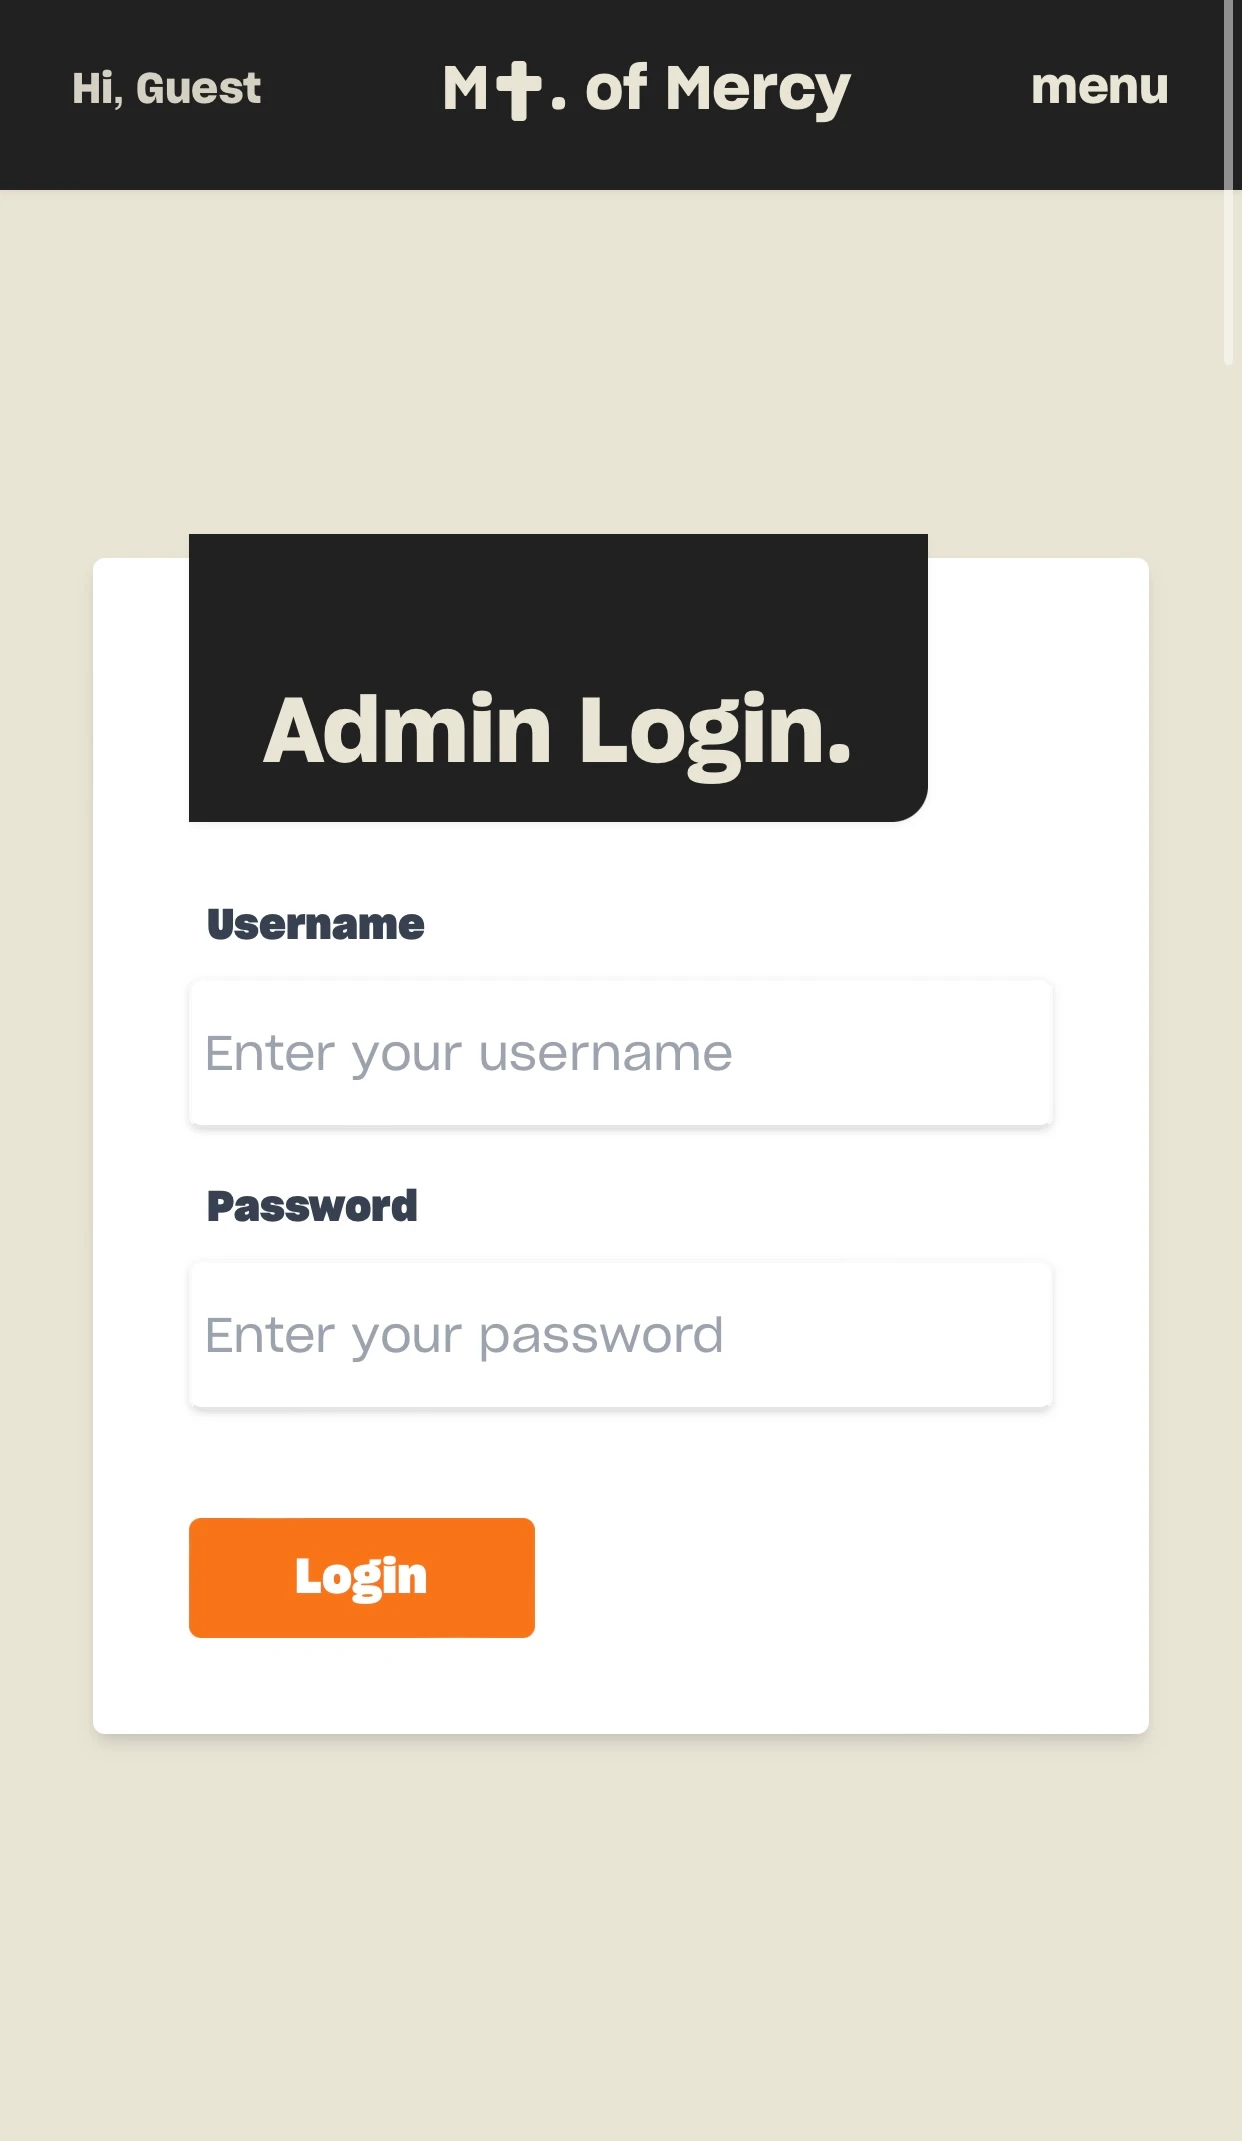 Hi, Guest
M✝. of Mercy
menu
Admin Login.
Username
Enter your username
Password
Enter your password
Login